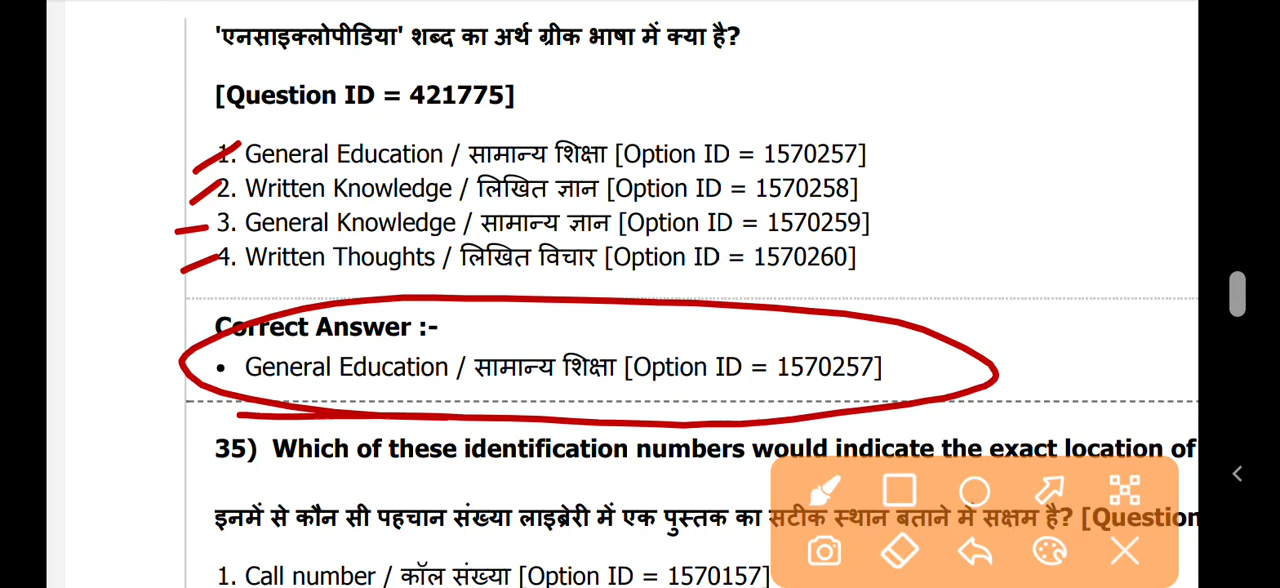 'एनसाइक्लोपीडिया' शब्द का अर्थ ग्रीक भाषा में क्या है?
[Question ID = 421775]
1. General Education / सामान्य शिक्षा [Option ID = 1570257]
2. Written Knowledge / लिखित ज्ञान [Option ID = 1570258]
3. General Knowledge / सामान्य ज्ञान [Option ID = 1570259]
4. Written Thoughts / लिखित विचार [Option ID = 1570260]
Correct Answer :-
• General Education / सामान्य शिक्षा [Option ID = 1570257]
35) Which of these identification numbers would indicate the exact location of
इनमें से कौन सी पहचान संख्या लाइब्रेरी में एक पुस्तक का सटीक स्थान बताने में सक्षम है? [Question
1. Call number / कॉल संख्या [Option ID = 1570157]